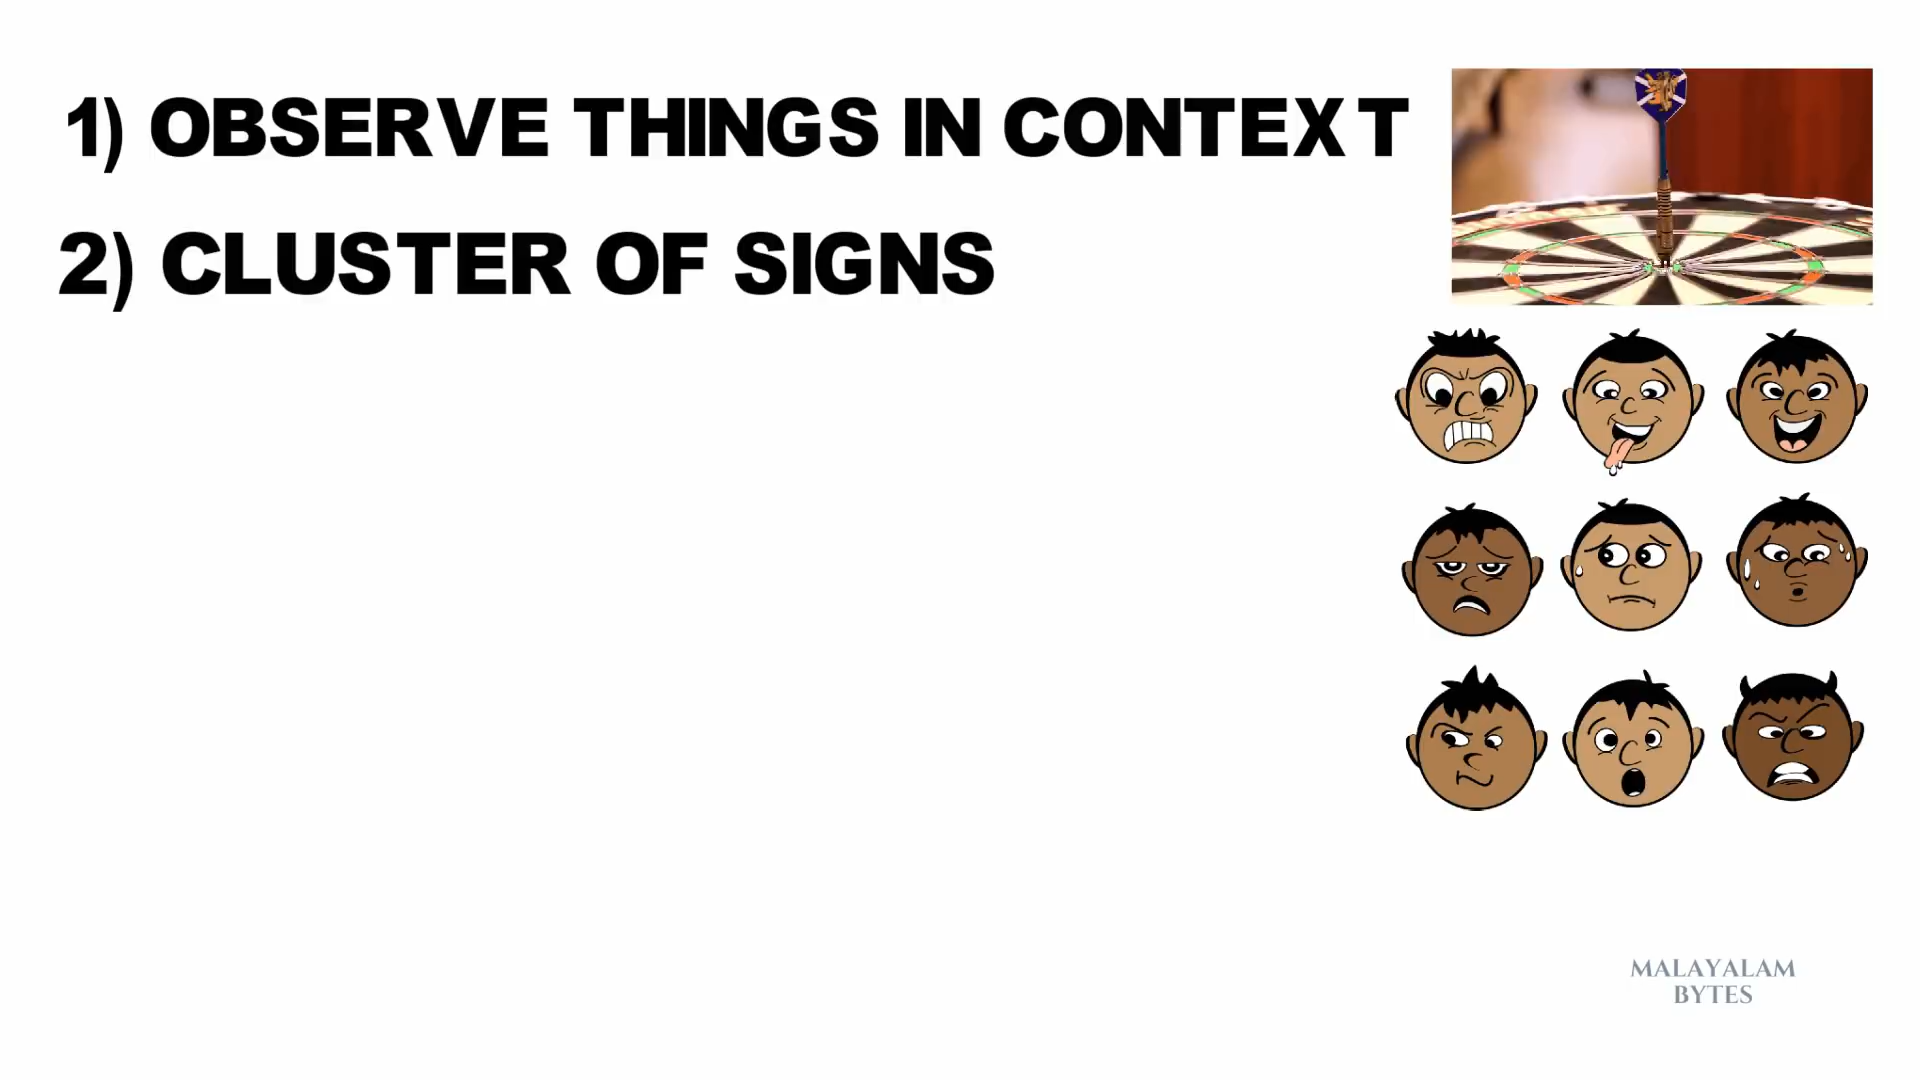 1) OBSERVE THINGS IN CONTEXT
2) CLUSTER OF SIGNS
MALAYALAM
BYTES